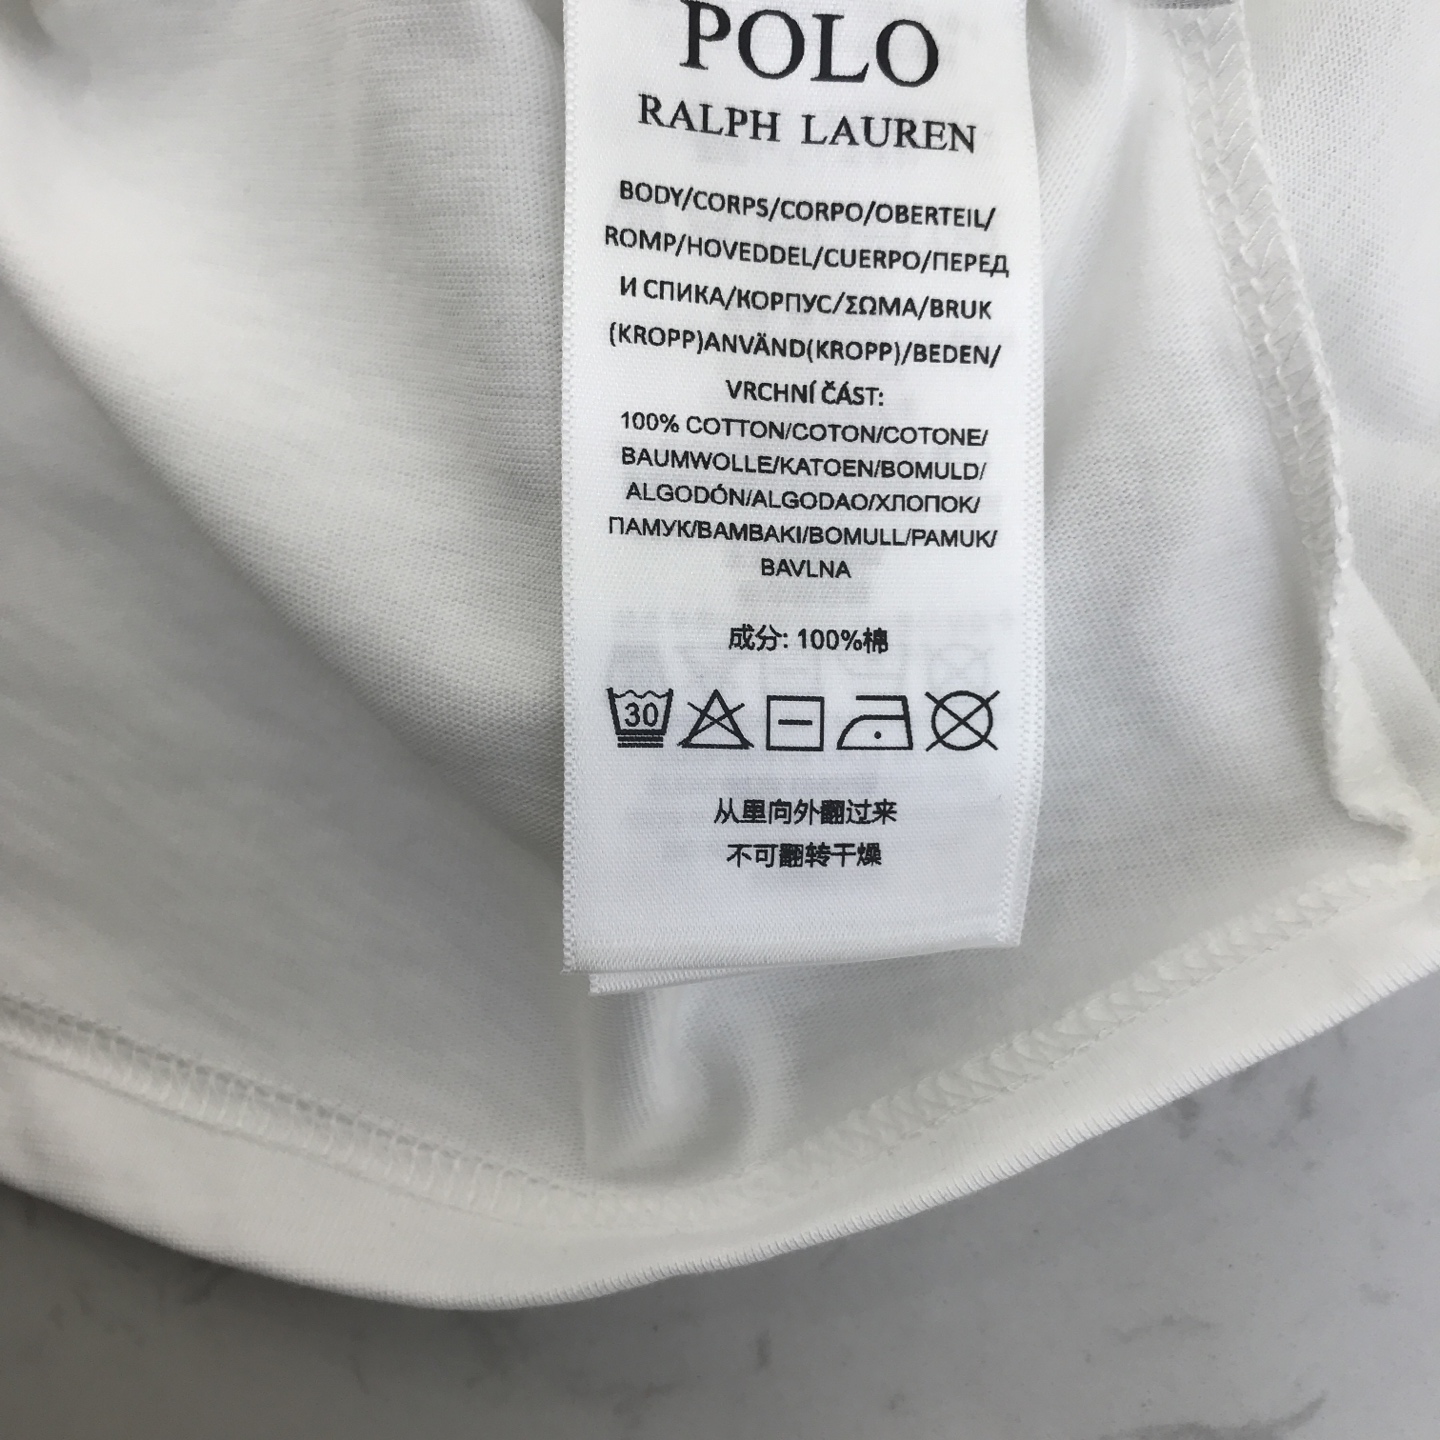 POLO
RALPH LAUREN
BODY/CORPS/CORPO/OBERTEIL/
ROMP/HOVEDDEL/CUERPO/ПЕРЕД
И СПИКА/КОРПУС/ΣΩΜΑ/BRUK
(KROPP)ANVÄND(KROPP)/BEDEN/
VRCHNÍ ČÁST:
100% COTTON/COTON/COTONE/
BAUMWOLLE/KATOEN/BOMULD/
ALGODÓN/ALGODAO/ХЛОПОК/
ПАМУК/BAMBAKI/BOMULL/PAMUK/
BAVLNA
成分: 100%棉
30
从里向外翻过来
不可翻转干燥